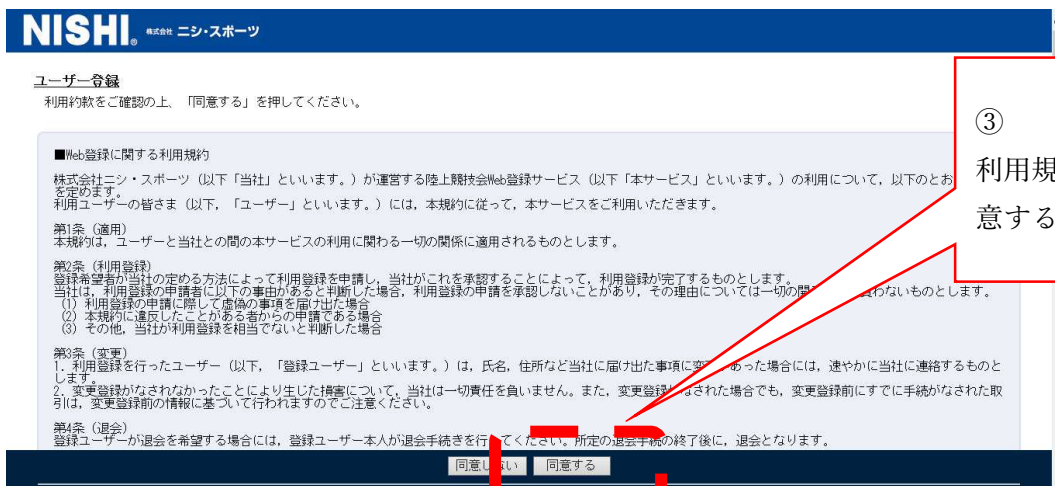 NISHI® 株式会社 ニシ・スポーツ
ユーザー登録
利用約款をご確認の上、「同意する」を押してください。
③
利用規
意する
■Web登録に関する利用規約
株式会社ニシ・スポーツ（以下「当社」といいます。）が運営する陸上競技会Web登録サービス（以下「本サービス」といいます。）の利用について，以下のとお
を定めます。
利用ユーザーの皆さま（以下，「ユーザー」といいます。）には，本規約に従って，本サービスをご利用いただきます。
第1条（適用）
本規約は，ユーザーと当社との間の本サービスの利用に関わる一切の関係に適用されるものとします。
第2条（利用登録）
登録希望者が当社の定める方法によって利用登録を申請し，当社がこれを承認することによって，利用登録が完了するものとします。
当社は，利用登録の申請者に以下の事由があると判断した場合，利用登録の申請を承認しないことがあり，その理由については一切の開 わないものとします。
（1）利用登録の申請に際して虚偽の事項を届け出た場合
（2）本規約に違反したことがある者からの申請である場合
（3）その他，当社が利用登録を相当でないと判断した場合
第3条（変更）
1．利用登録を行ったユーザー（以下，「登録ユーザー」といいます。）は，氏名，住所など当社に届け出た事項に変 あった場合には，速やかに当社に連絡するものと
します。
2．変更登録がなされなかったことにより生じた損害について，当社は一切責任を負いません。また，変更登録 なされた場合でも，変更登録前にすでに手続がなされた取
引は，変更登録前の情報に基づいて行われますのでご注意ください。
第4条（退会）
登録ユーザーが退会を希望する場合には，登録ユーザー本人が退会手続きを行 てください。所定の退会手続の終了後に，退会となります。
同意しない 同意する